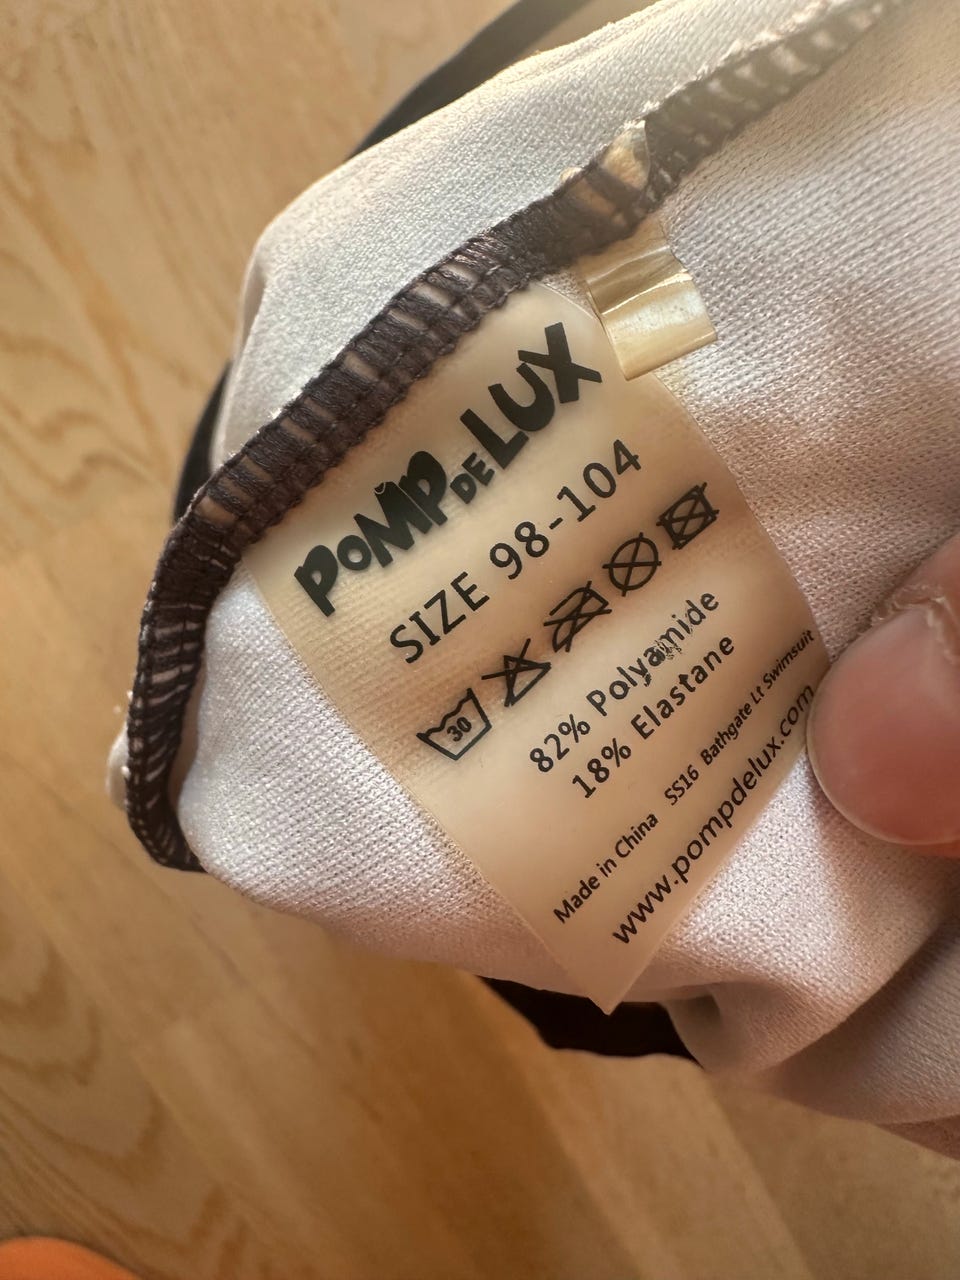 POMP DE LUX
SIZE 98-104
30
82% Polyamide
18% Elastane
Made in China SS16 Bathgate Lt Swimsuit
www.pompdelux.com